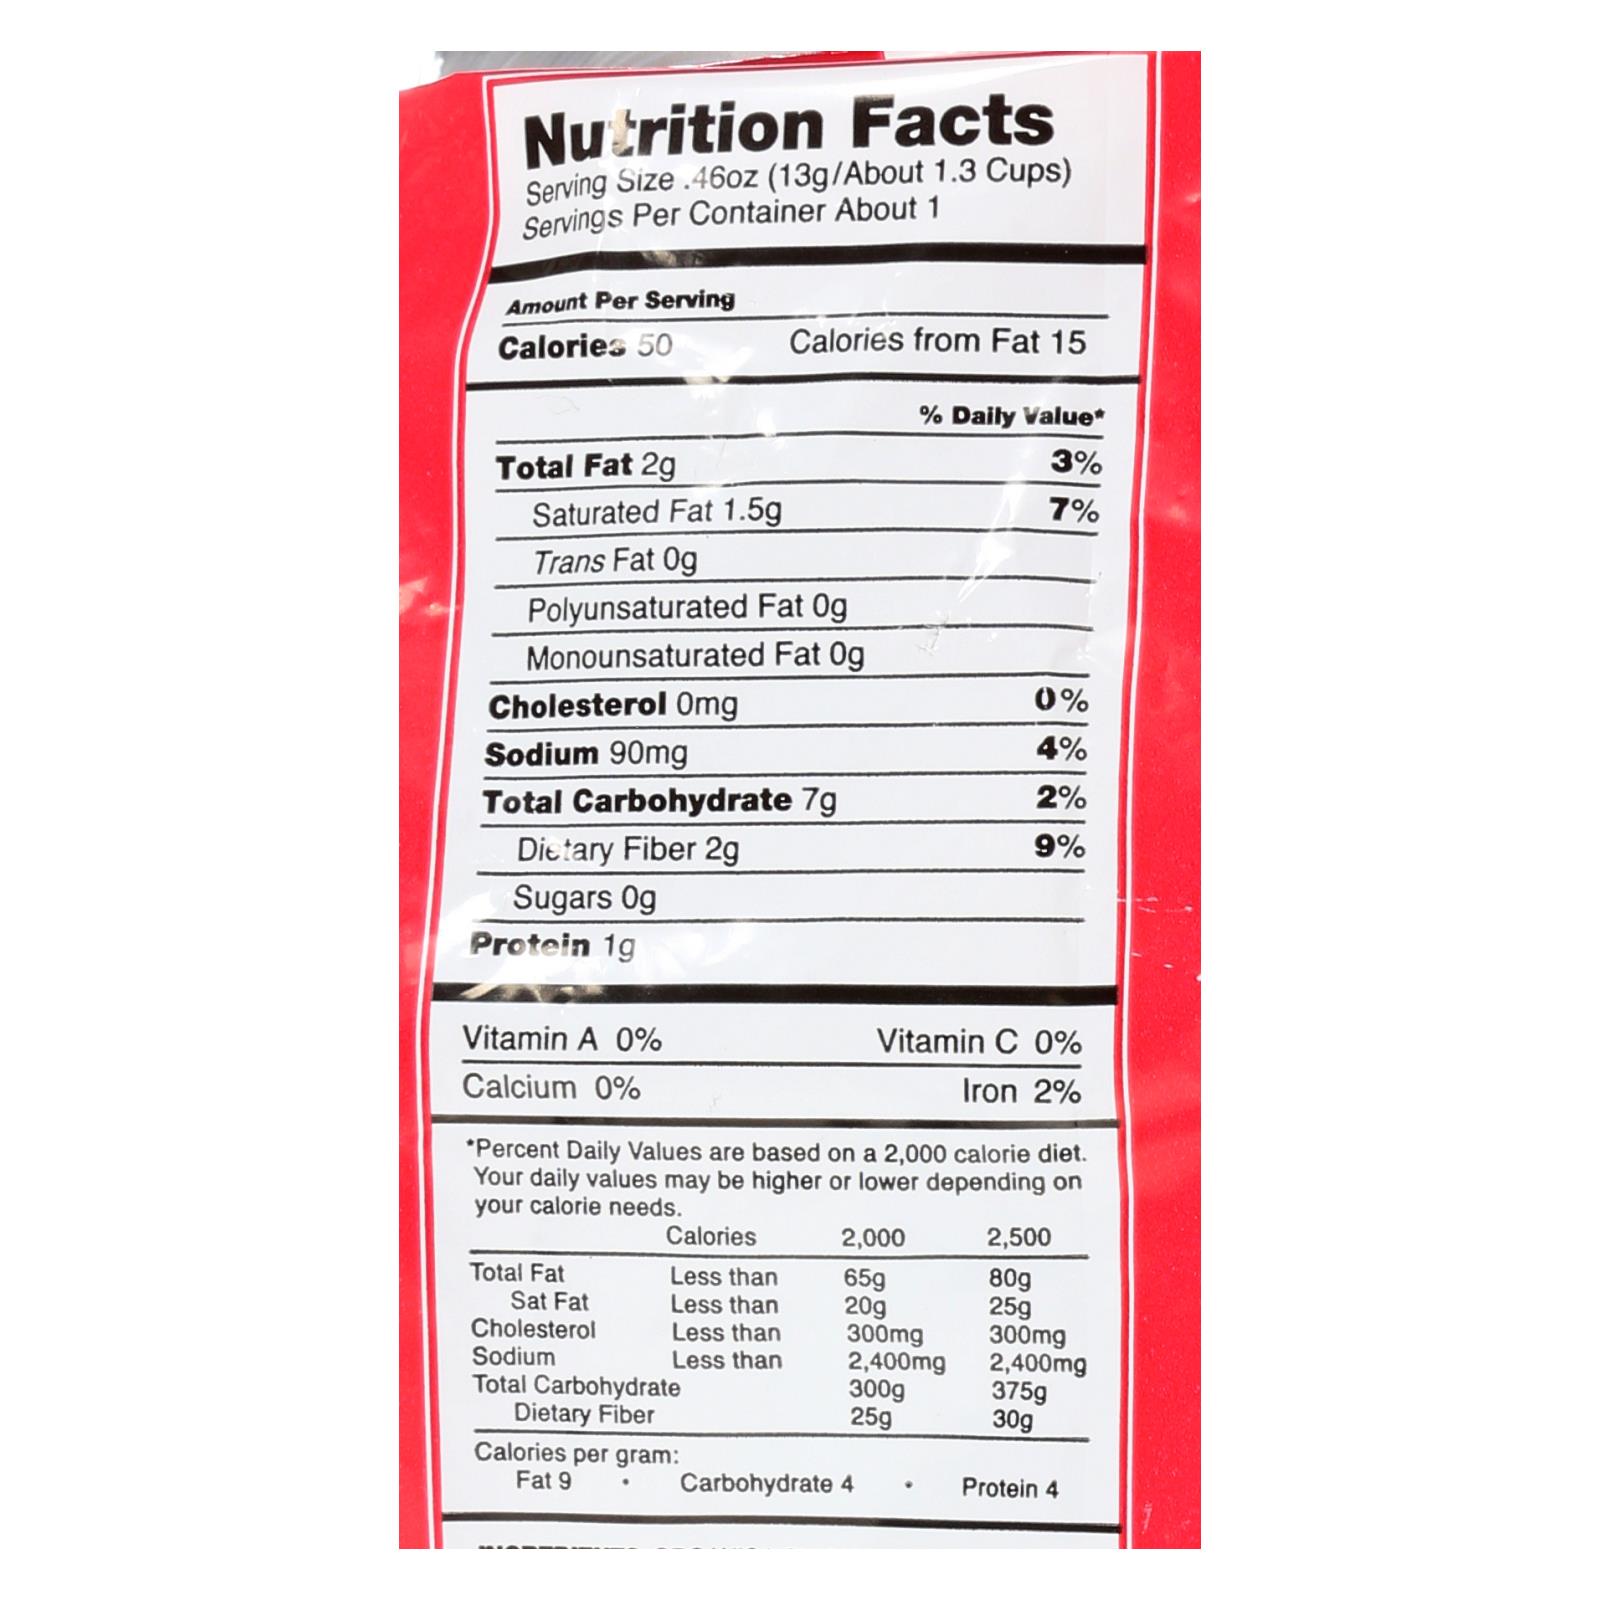 Nutrition Facts
Serving Size .46oz (13g/About 1.3 Cups)
Servings Per Container About 1
Amount Per Serving
Calories 50 Calories from Fat 15
% Daily Value*
Total Fat 2g 3%
Saturated Fat 1.5g 7%
Trans Fat 0g
Polyunsaturated Fat 0g
Monounsaturated Fat 0g
Cholesterol 0mg 0%
Sodium 90mg 4%
Total Carbohydrate 7g 2%
Dietary Fiber 2g 9%
Sugars 0g
Protein 1g
Vitamin A 0% Vitamin C 0%
Calcium 0% Iron 2%
*Percent Daily Values are based on a 2,000 calorie diet.
Your daily values may be higher or lower depending on
your calorie needs.
Calories 2,000 2,500
Total Fat Less than 65g 80g
Sat Fat Less than 20g 25g
Cholesterol Less than 300mg 300mg
Sodium Less than 2,400mg 2,400mg
Total Carbohydrate 300g 375g
Dietary Fiber 25g 30g
Calories per gram:
Fat 9 • Carbohydrate 4 • Protein 4